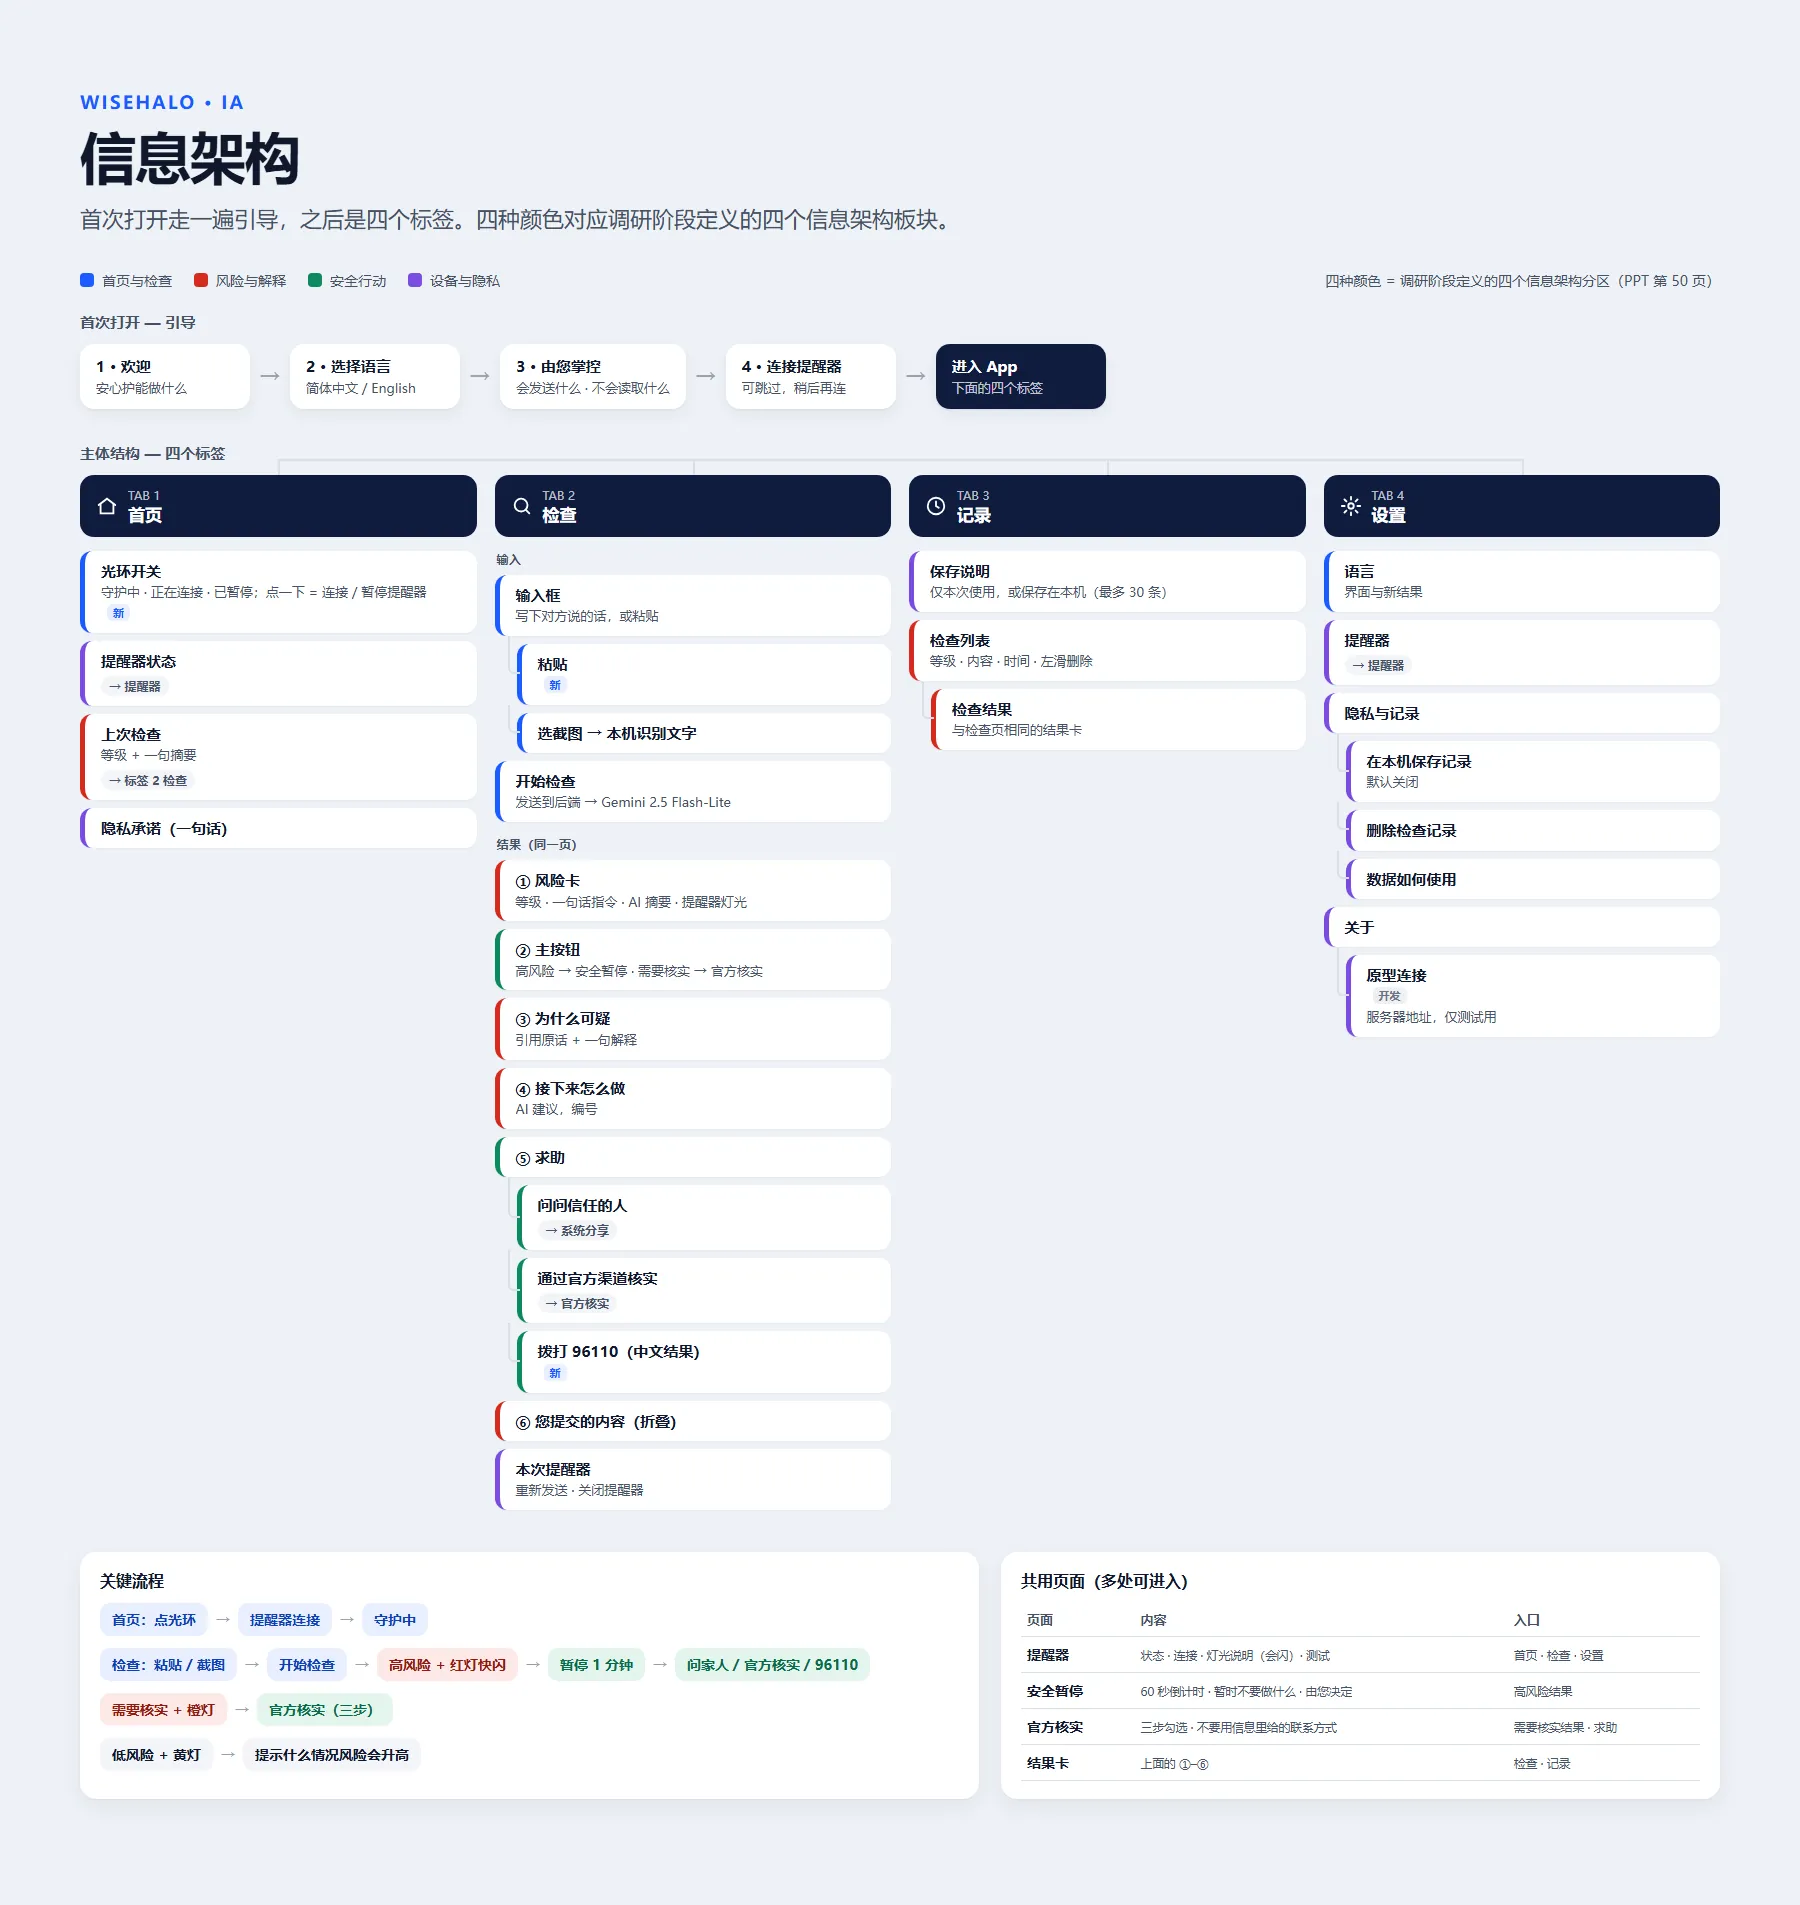 WISEHALO • IA
信息架构
首次打开走一遍引导，之后是四个标签。四种颜色对应调研阶段定义的四个信息架构板块。
首页与检查
风险与解释
安全行动
设备与隐私
四种颜色 = 调研阶段定义的四个信息架构分区（PPT 第 50 页）
首次打开 — 引导
1 • 欢迎
安心护能做什么
→
2 • 选择语言
简体中文 / English
→
3 • 由您掌控
会发送什么 · 不会读取什么
→
4 • 连接提醒器
可跳过，稍后再连
→
进入 App
下面的四个标签
主体结构 — 四个标签
TAB 1
首页
光环开关
守护中 · 正在连接 · 已暂停；点一下 = 连接 / 暂停提醒器
新
提醒器状态
→ 提醒器
上次检查
等级 + 一句摘要
→ 标签 2 检查
隐私承诺（一句话）
TAB 2
检查
输入
输入框
写下对方说的话，或粘贴
粘贴
新
选截图 → 本机识别文字
开始检查
发送到后端 → Gemini 2.5 Flash-Lite
结果（同一页）
① 风险卡
等级 · 一句话指令 · AI 摘要 · 提醒器灯光
② 主按钮
高风险 → 安全暂停 · 需要核实 → 官方核实
③ 为什么可疑
引用原话 + 一句解释
④ 接下来怎么做
AI 建议，编号
⑤ 求助
问问信任的人
→ 系统分享
通过官方渠道核实
→ 官方核实
拨打 96110（中文结果）
新
⑥ 您提交的内容（折叠）
本次提醒器
重新发送 · 关闭提醒器
TAB 3
记录
保存说明
仅本次使用，或保存在本机（最多 30 条）
检查列表
等级 · 内容 · 时间 · 左滑删除
检查结果
与检查页相同的结果卡
TAB 4
设置
语言
界面与新结果
提醒器
→ 提醒器
隐私与记录
在本机保存记录
默认关闭
删除检查记录
数据如何使用
关于
原型连接
开发
服务器地址，仅测试用
关键流程
首页：点光环 → 提醒器连接 → 守护中
检查：粘贴 / 截图 → 开始检查 → 高风险 + 红灯快闪 → 暂停 1 分钟 → 问家人 / 官方核实 / 96110
需要核实 + 橙灯 → 官方核实（三步）
低风险 + 黄灯 → 提示什么情况风险会升高
共用页面（多处可进入）
页面 内容 入口
提醒器 状态 · 连接 · 灯光说明（会闪） · 测试 首页 · 检查 · 设置
安全暂停 60 秒倒计时 · 暂时不要做什么 · 由您决定 高风险结果
官方核实 三步勾选 · 不要用信息里给的联系方式 需要核实结果 · 求助
结果卡 上面的 ①–⑥ 检查 · 记录